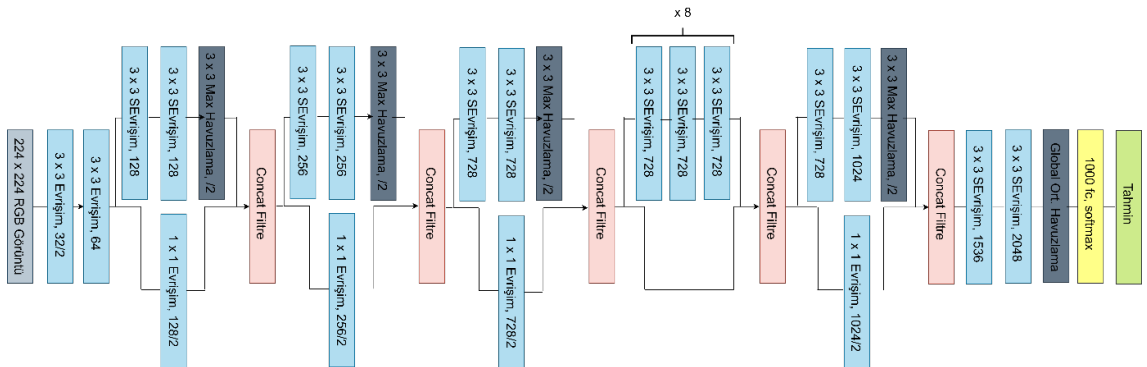 x 8
224 x 224 RGB Görüntü
3 x 3 Evrişim, 32/2
3 x 3 Evrişim, 64
3 x 3 SEvrişim, 128
3 x 3 SEvrişim, 128
3 x 3 Max Havuzlama, /2
1 x 1 Evrişim, 128/2
Concat Filtre
3 x 3 SEvrişim, 256
3 x 3 SEvrişim, 256
3 x 3 Max Havuzlama, /2
1 x 1 Evrişim, 256/2
Concat Filtre
3 x 3 SEvrişim, 728
3 x 3 SEvrişim, 728
3 x 3 Max Havuzlama, /2
1 x 1 Evrişim, 728/2
Concat Filtre
3 x 3 SEvrişim, 728
3 x 3 SEvrişim, 728
3 x 3 SEvrişim, 728
Concat Filtre
3 x 3 SEvrişim, 728
3 x 3 SEvrişim, 1024
3 x 3 Max Havuzlama, /2
1 x 1 Evrişim, 1024/2
Concat Filtre
3 x 3 SEvrişim, 1536
3 x 3 SEvrişim, 2048
Global Ort. Havuzlama
1000 fc, softmax
Tahmin